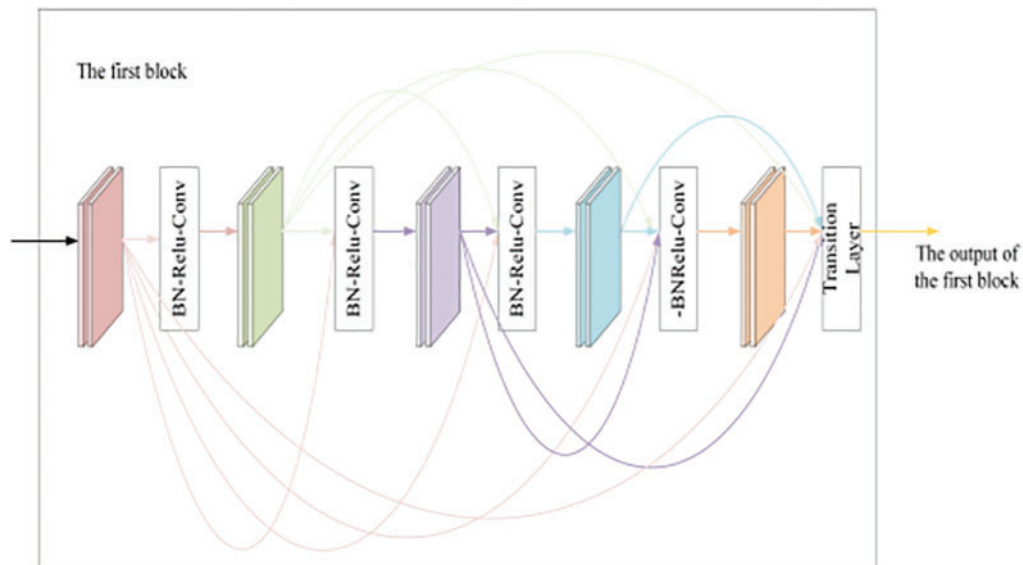 The first block
BN-Relu-Conv
BN-Relu-Conv
BN-Relu-Conv
-BNRelu-Conv
Transition
Layer
The output of
the first block